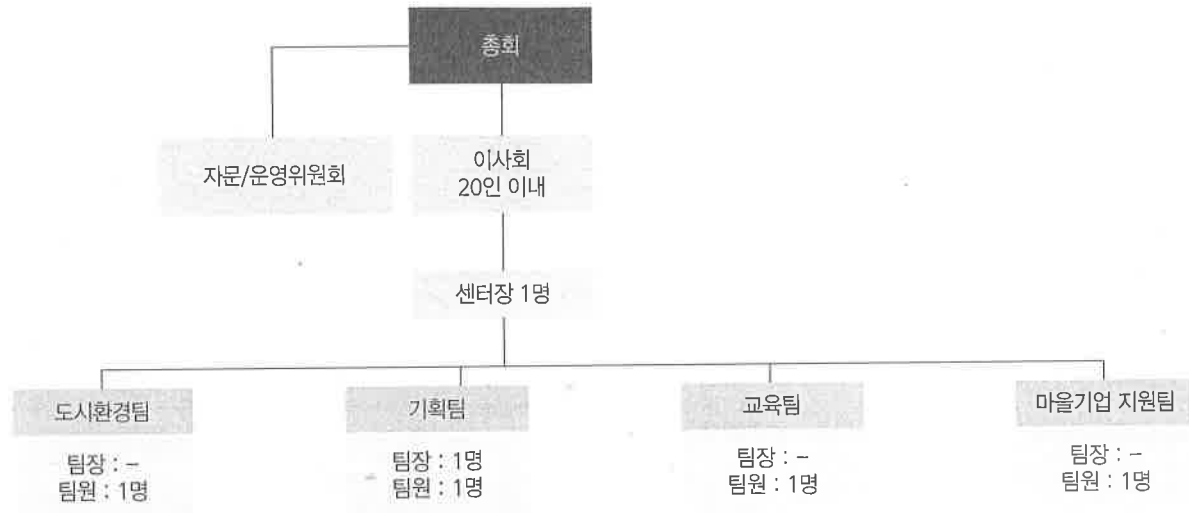 총회
자문/운영위원회
이사회
20인 이내
센터장 1명
도시환경팀
팀장 : –
팀원 : 1명
기획팀
팀장 : 1명
팀원 : 1명
교육팀
팀장 : –
팀원 : 1명
마을기업 지원팀
팀장 : –
팀원 : 1명